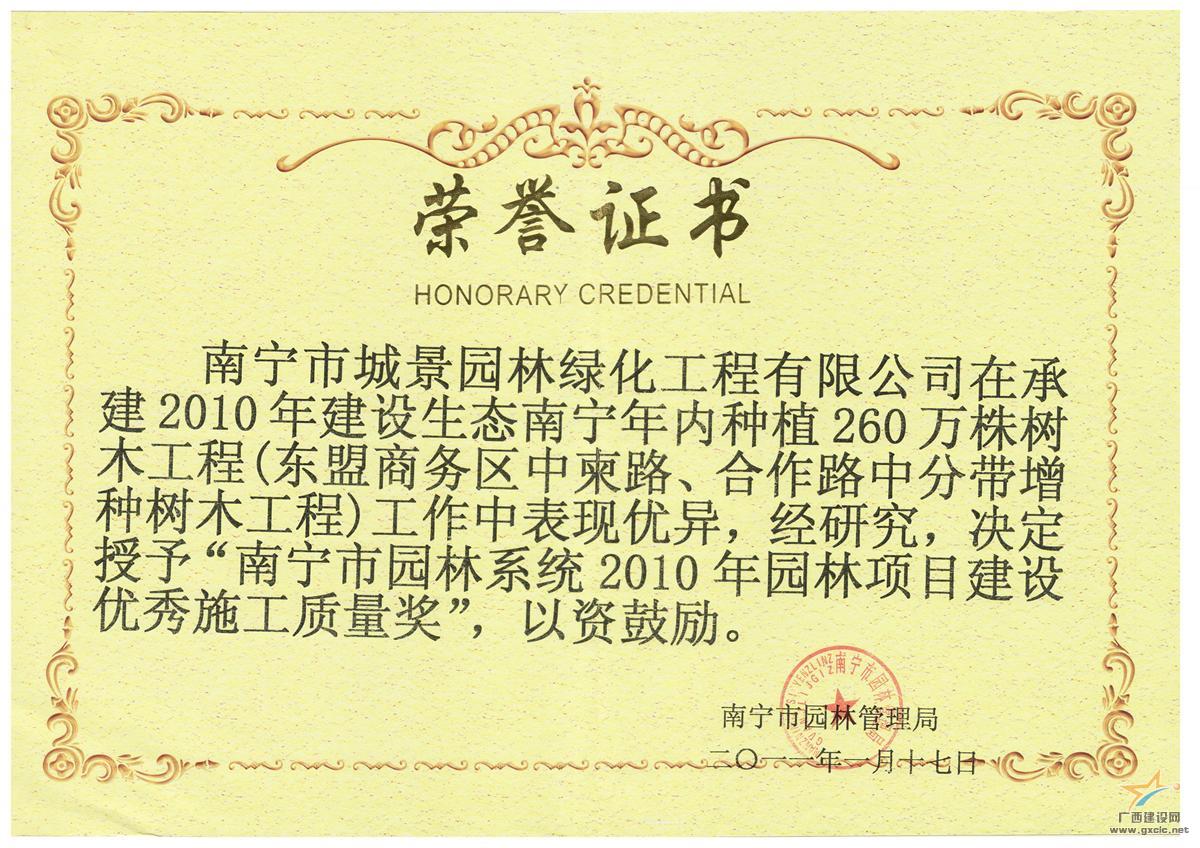 荣誉证书
HONORARY CREDENTIAL
南宁市城景园林绿化工程有限公司在承
建2010年建设生态南宁年内种植260万株树
木工程(东盟商务区中柬路、合作路中分带增
种树木工程)工作中表现优异，经研究，决定
授予“南宁市园林系统2010年园林项目建设
优秀施工质量奖”，以资鼓励。
南宁市园林
南宁市园林管理局
二〇一一年一月十七日
广西建设网
www.gxcic.net